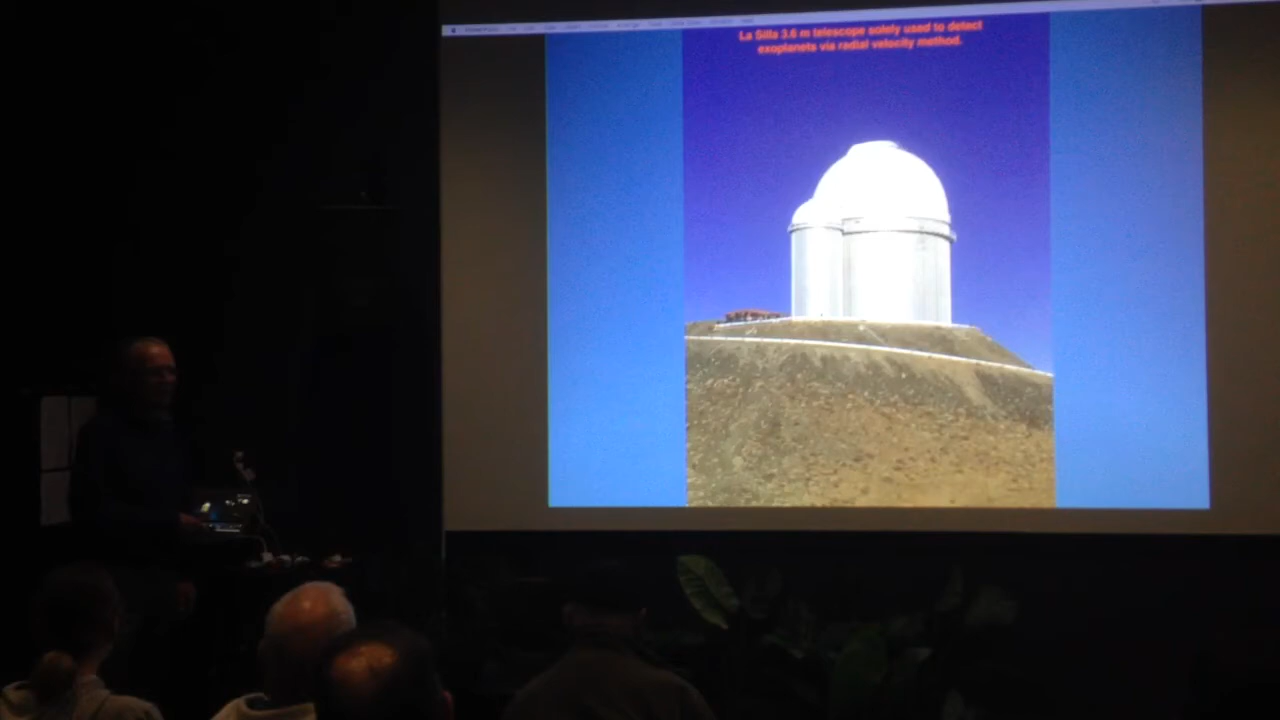 La Silla 3.6 m telescope solely used to detect
exoplanets via radial velocity method.